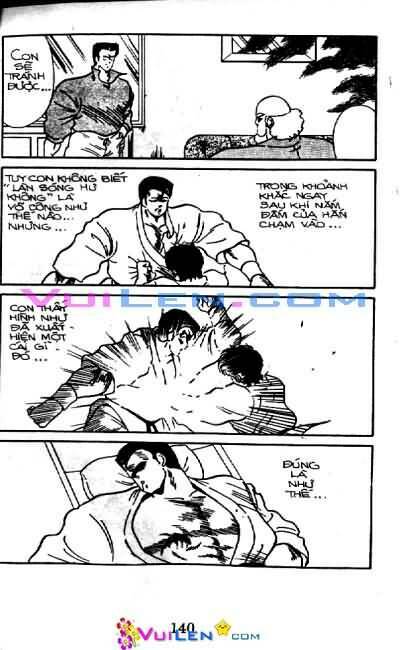 CON
SẼ
TRÁNH
ĐƯỢC...
TUY CON KHÔNG BIẾT
"LÀN SÓNG HƯ
KHÔNG" LÀ
VÕ CÔNG NHƯ
THẾ NÀO...
NHƯNG...
TRONG KHOẢNH
KHẮC NGAY
SAU KHI NẮM
ĐẤM CỦA HẮN
CHẠM VÀO...
VuiLen.com
CON THẤT
HÌNH NHƯ
ĐÃ XUẤT
HIỆN MỘT
CÁI GÌ
ĐÓ...
ĐÚNG
LÀ
NHƯ
THẾ...
140
VuiLen.com